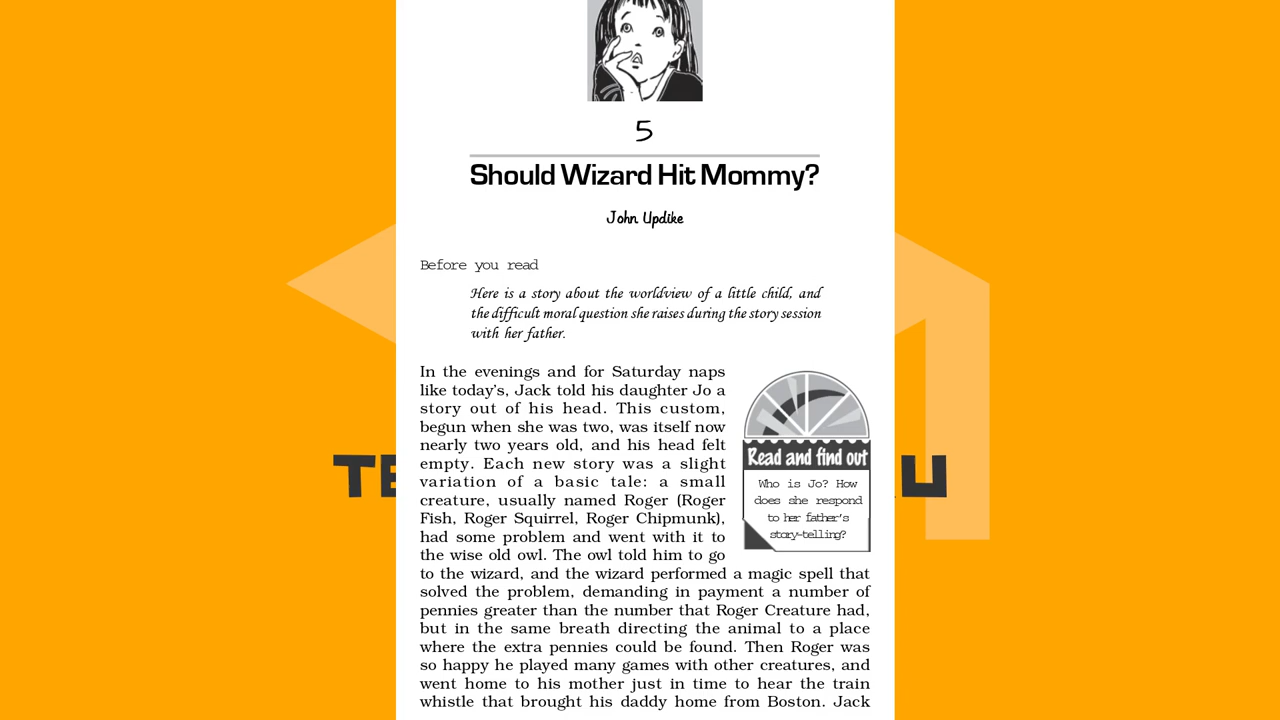 5
Should Wizard Hit Mommy?
John Updike
Before you read
Here is a story about the worldview of a little child, and
the difficult moral question she raises during the story session
with her father.
In the evenings and for Saturday naps
like today's, Jack told his daughter Jo a
story out of his head. This custom,
begun when she was two, was itself now
nearly two years old, and his head felt
empty. Each new story was a slight
variation of a basic tale: a small
creature, usually named Roger (Roger
Fish, Roger Squirrel, Roger Chipmunk),
had some problem and went with it to
the wise old owl. The owl told him to go
to the wizard, and the wizard performed a magic spell that
solved the problem, demanding in payment a number of
pennies greater than the number that Roger Creature had,
but in the same breath directing the animal to a place
where the extra pennies could be found. Then Roger was
so happy he played many games with other creatures, and
went home to his mother just in time to hear the train
whistle that brought his daddy home from Boston. Jack
Read and find out
Who is Jo? How
does she respond
to her father's
story-telling?